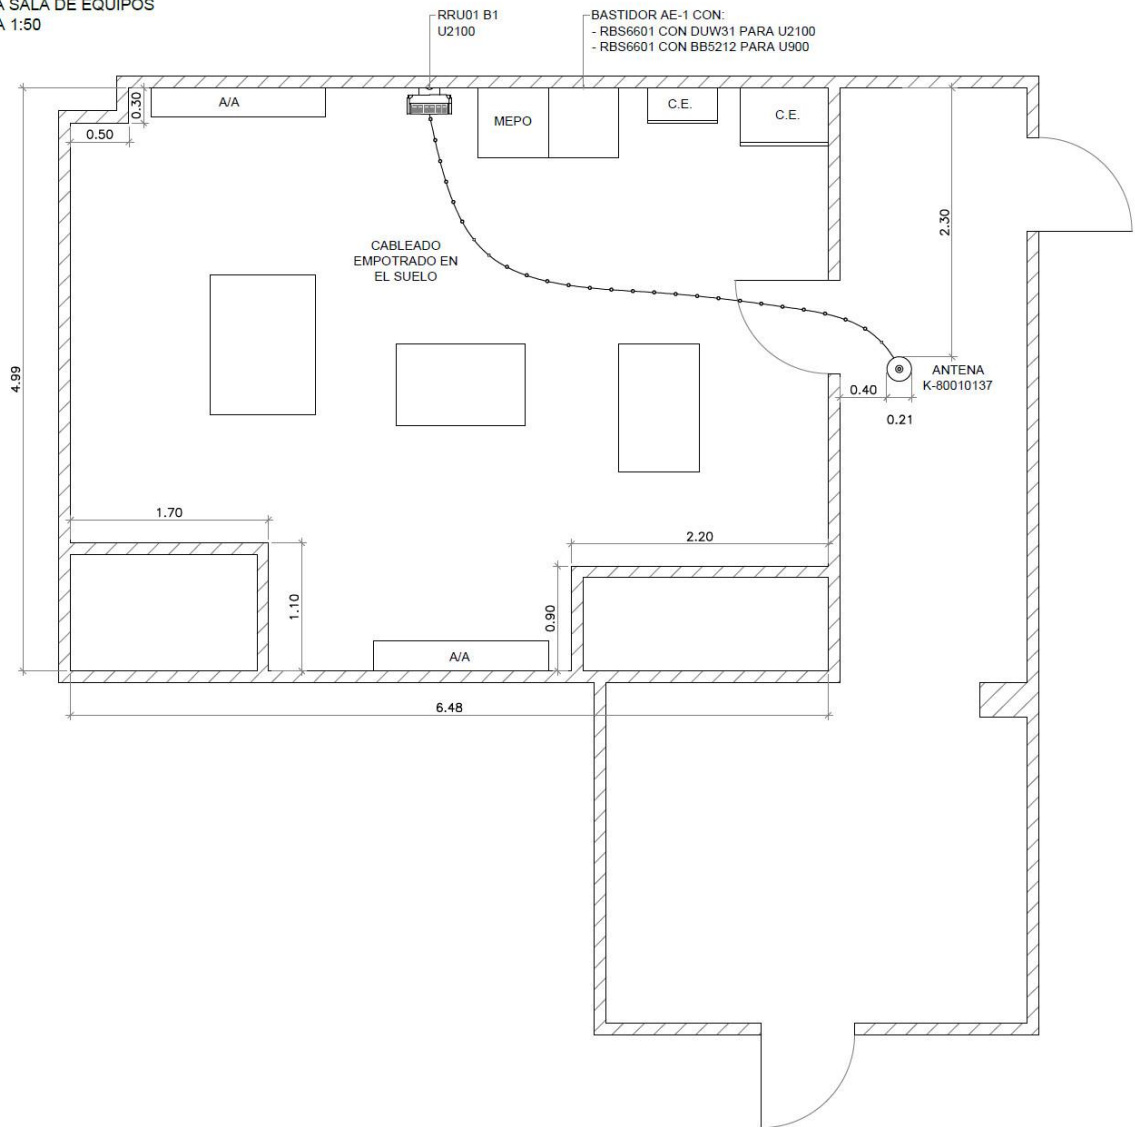 A SALA DE EQUIPOS
A 1:50
RRU01 B1
U2100
BASTIDOR AE-1 CON:
- RBS6601 CON DUW31 PARA U2100
- RBS6601 CON BB5212 PARA U900
A/A
0.30
0.50
MEPO
C.E.
C.E.
2.30
CABLEADO
EMPOTRADO EN
EL SUELO
4.99
ANTENA
K-80010137
0.40
0.21
1.70
2.20
1.10
0.90
A/A
6.48